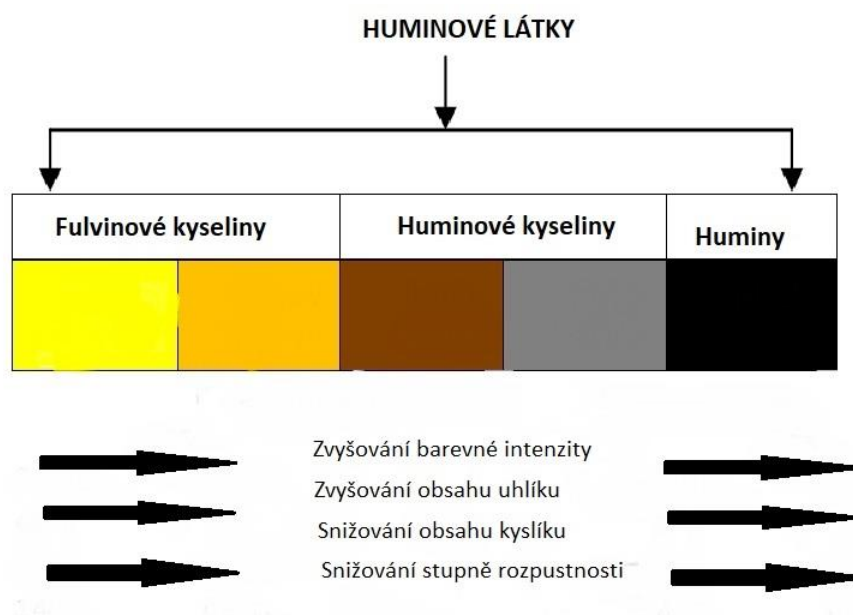 HUMINOVÉ LÁTKY
Fulvinové kyseliny
Huminové kyseliny
Huminy
Zvyšování barevné intenzity
Zvyšování obsahu uhlíku
Snižování obsahu kyslíku
Snižování stupně rozpustnosti